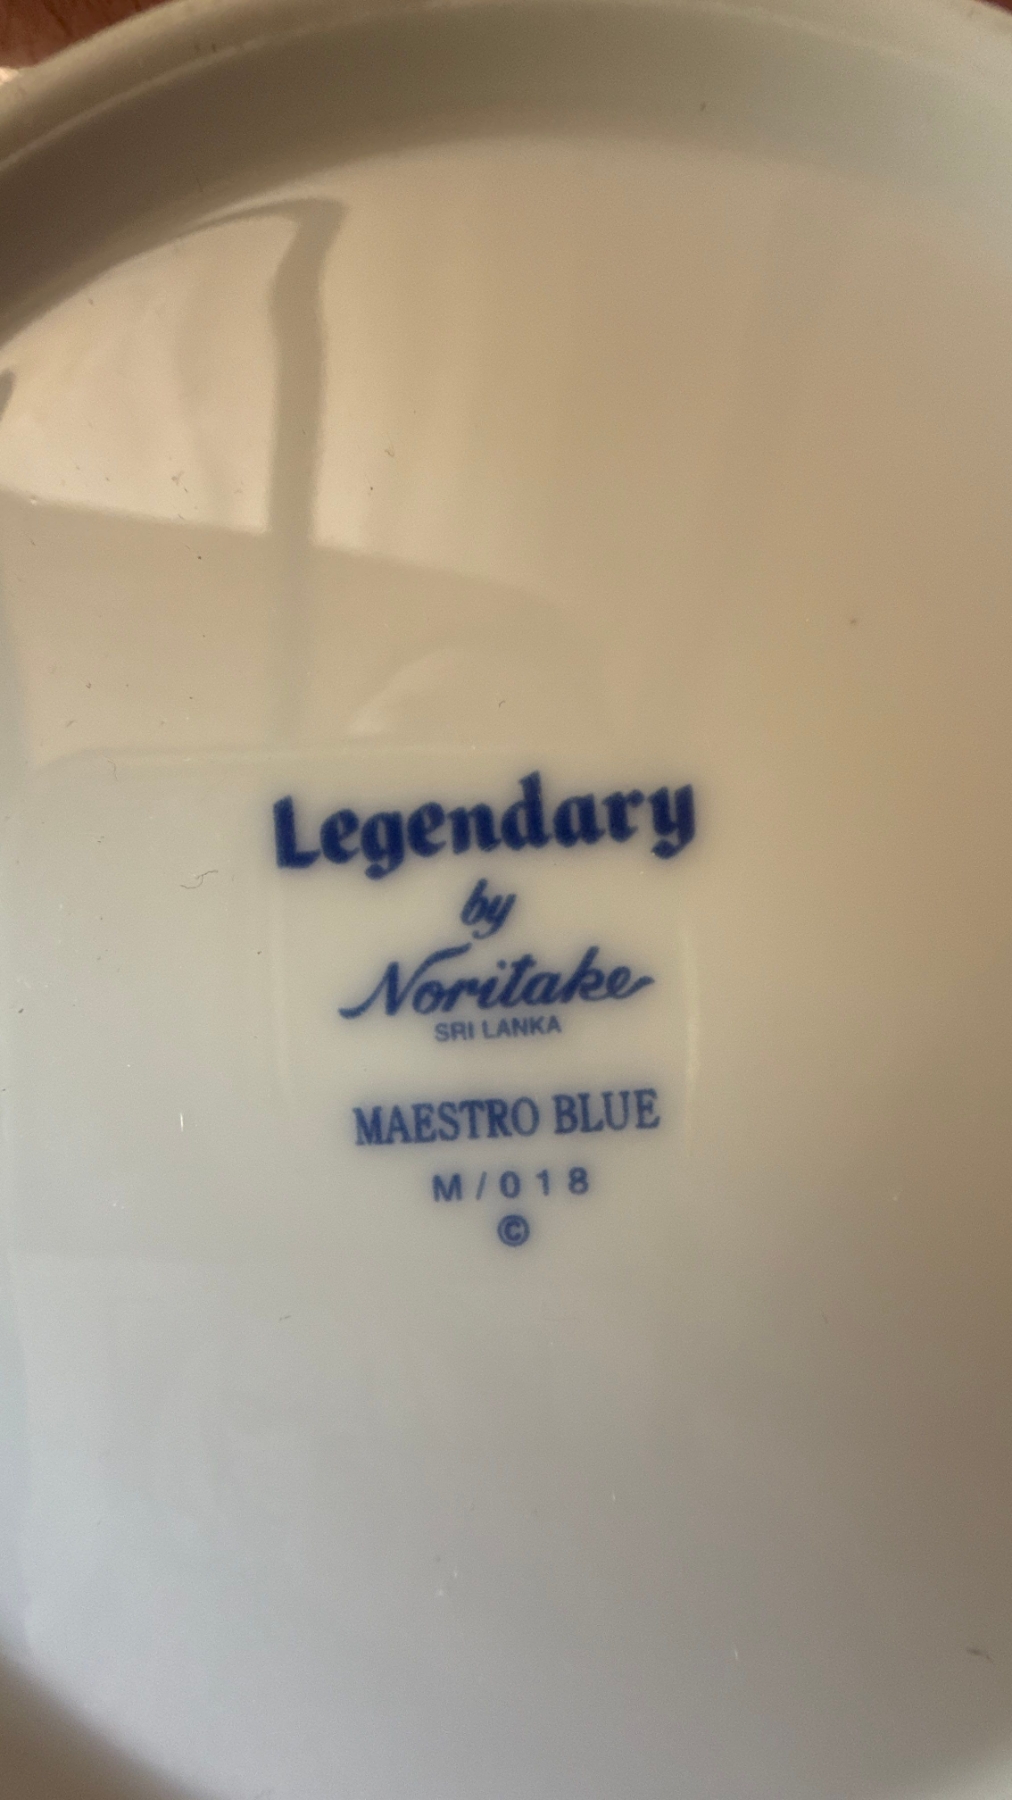 Legendary
by
Noritake
SRI LANKA
MAESTRO BLUE
M/018
©